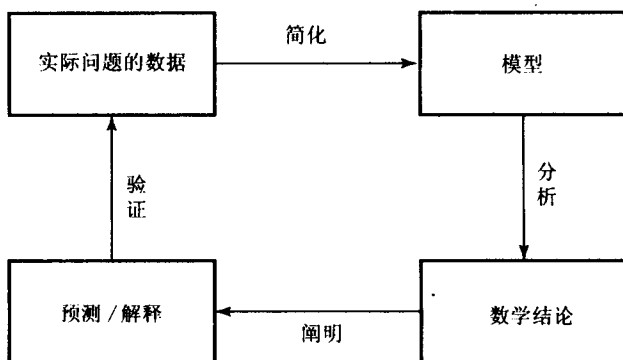 实际问题的数据
简化
模型
验证
分析
预测/解释
阐明
数学结论